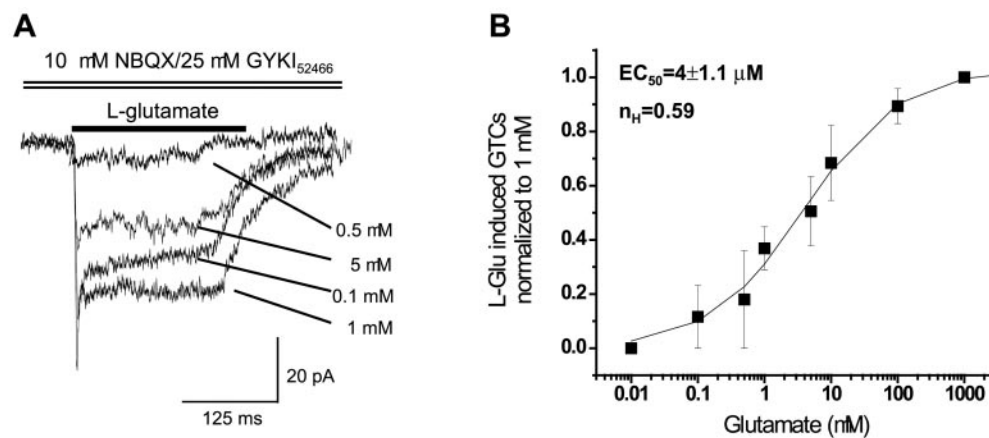 A
10 mM NBQX/25 mM GYKI52466
L-glutamate
0.5 mM
5 mM
0.1 mM
1 mM
20 pA
125 ms
B
EC50=4±1.1 μM
nH=0.59
L-Glu induced GTCs
normalized to 1 mM
1.0
0.8
0.6
0.4
0.2
0.0
0.01 0.1 1 10 100 1000
Glutamate (mM)